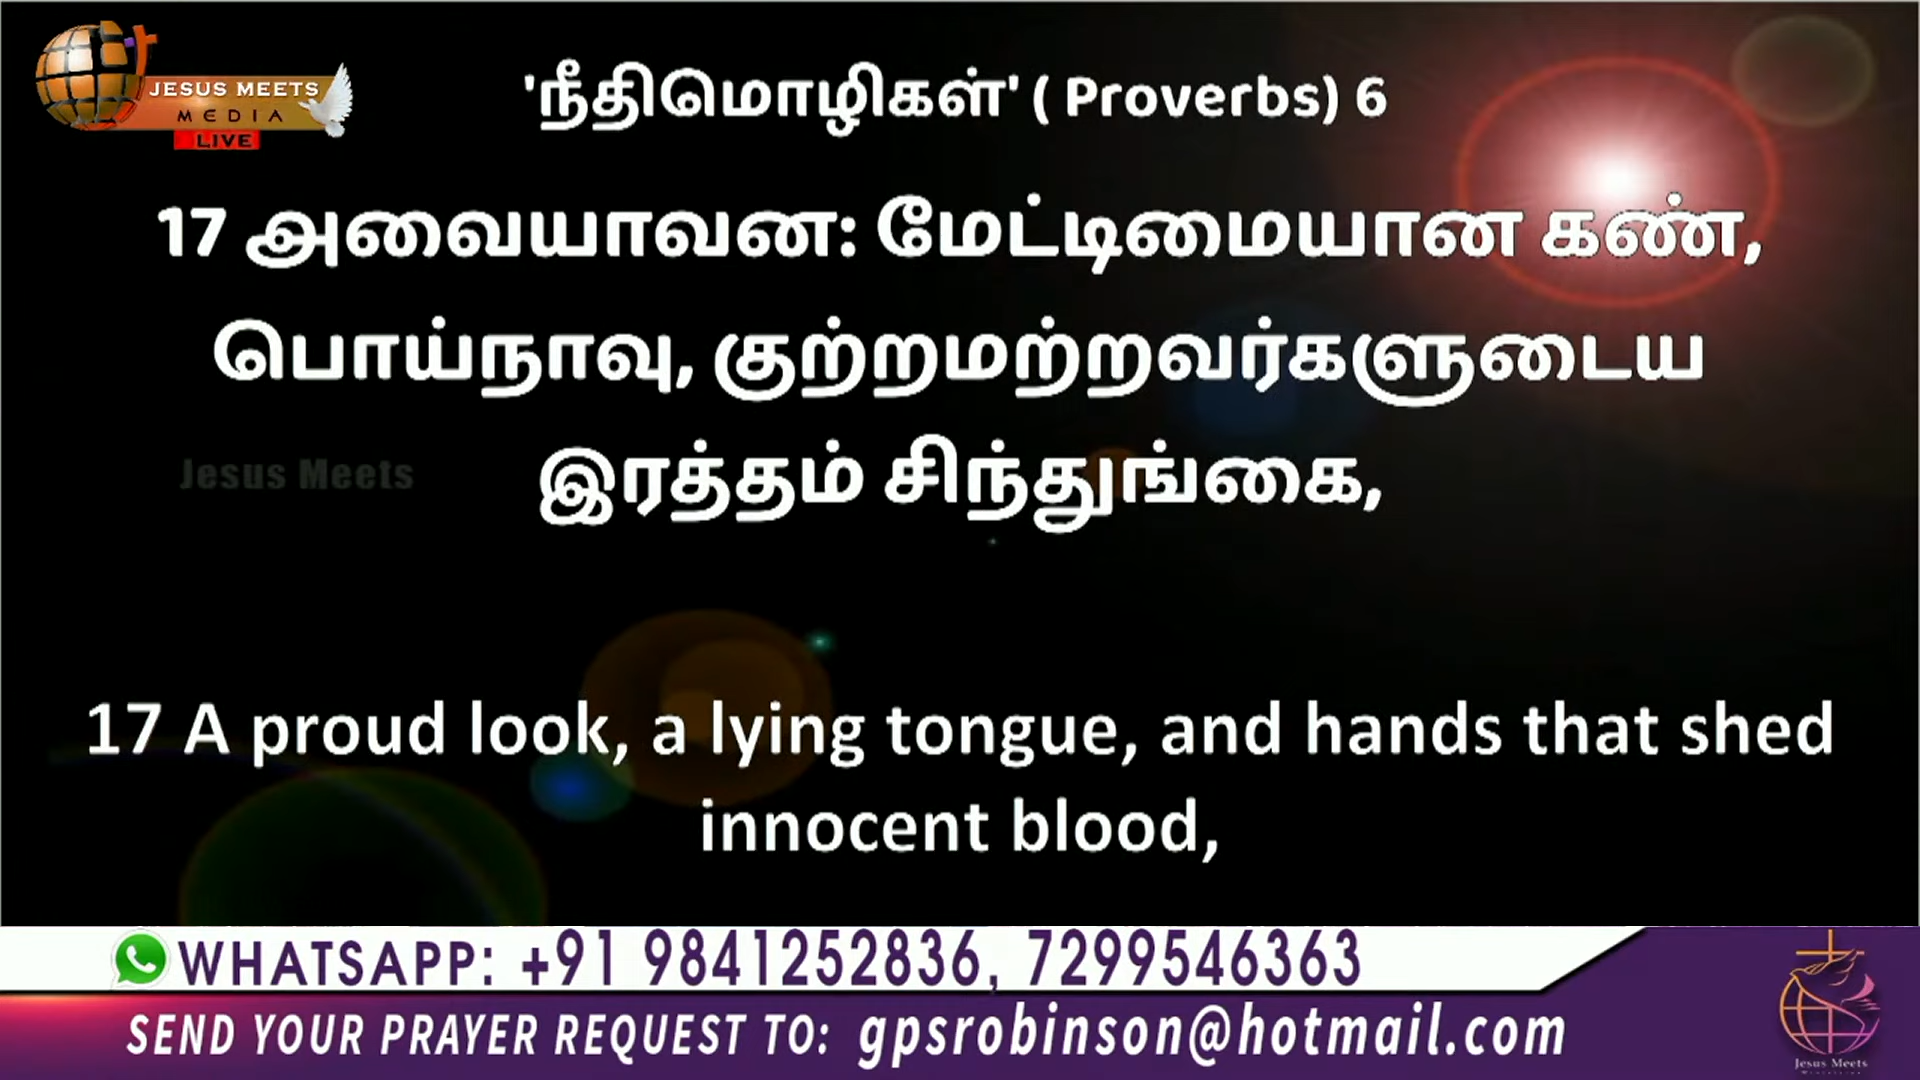 JESUS MEETS
MEDIA
LIVE
'நீதிமொழிகள்' ( Proverbs) 6
17 அவையாவன: மேட்டிமையான கண்,
பொய்நாவு, குற்றமற்றவர்களுடைய
இரத்தம் சிந்துங்கை,
Jesus Meets
17 A proud look, a lying tongue, and hands that shed
innocent blood,
WHATSAPP: +91 9841252836, 7299546363
SEND YOUR PRAYER REQUEST TO: gpsrobinson@hotmail.com
Jesus Meets